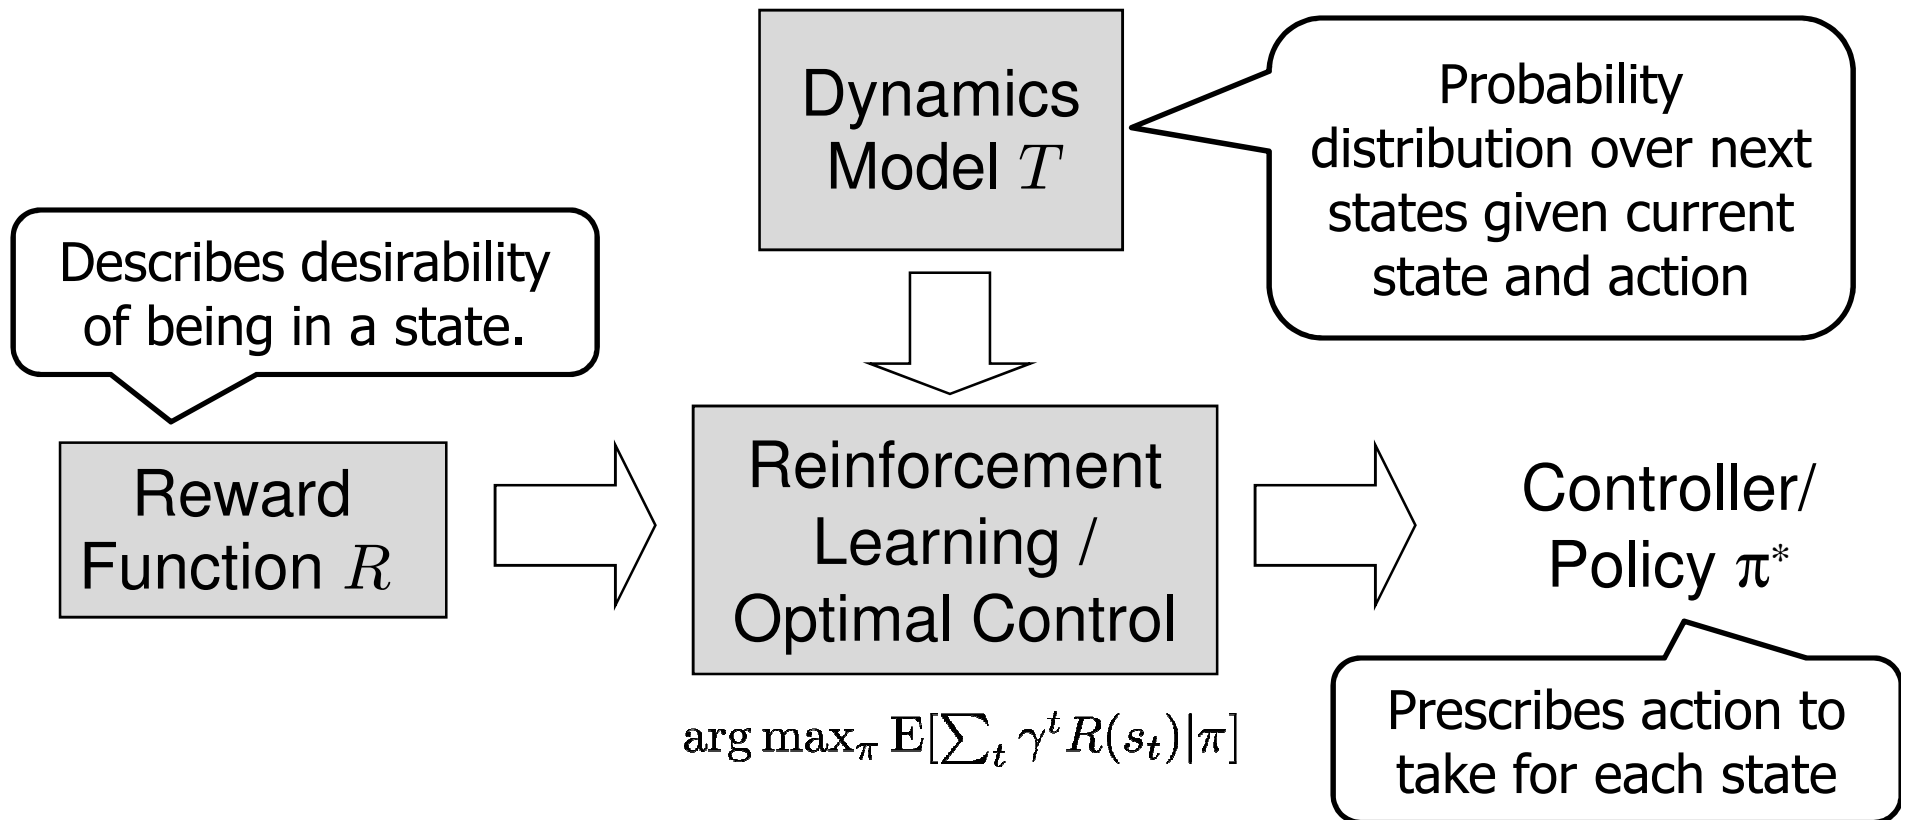 Dynamics
Model T
Probability
distribution over next
states given current
state and action
Describes desirability
of being in a state.
Reward
Function R
Reinforcement
Learning /
Optimal Control
Controller/
Policy π*
arg max_π E[∑_t γ^t R(s_t)|π]
Prescribes action to
take for each state